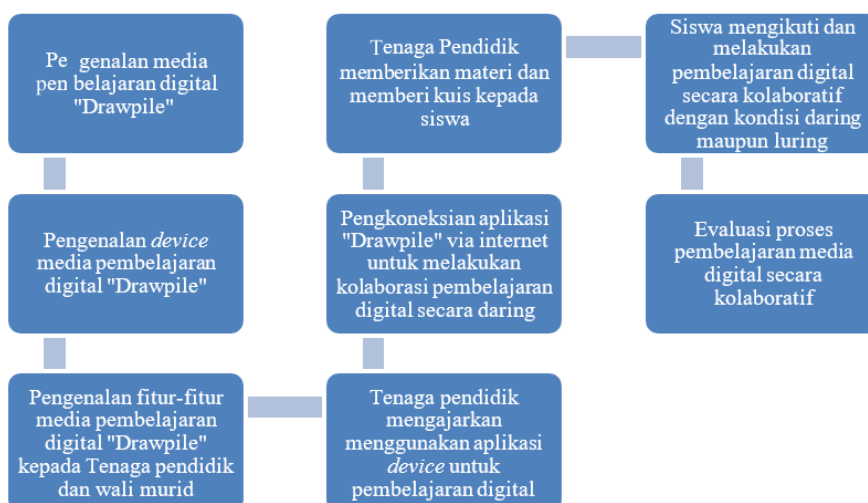 Pe genalan media
pen belajaran digital
"Drawpile"
Pengenalan device
media pembelajaran
digital "Drawpile"
Pengenalan fitur-fitur
media pembelajaran
digital "Drawpile"
kepada Tenaga pendidik
dan wali murid
Tenaga pendidik
mengajarkan
menggunakan aplikasi
device untuk
pembelajaran digital
Pengkoneksian aplikasi
"Drawpile" via internet
untuk melakukan
kolaborasi pembelajaran
digital secara daring
Tenaga Pendidik
memberikan materi dan
memberi kuis kepada
siswa
Siswa mengikuti dan
melakukan
pembelajaran digital
secara kolaboratif
dengan kondisi daring
maupun luring
Evaluasi proses
pembelajaran media
digital secara
kolaboratif